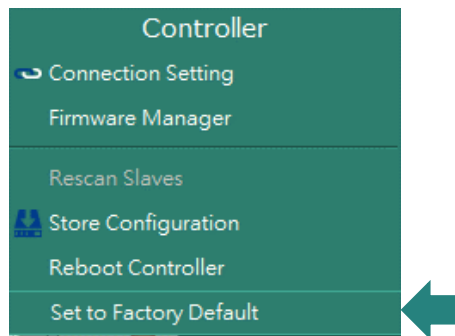 Controller
Connection Setting
Firmware Manager
Rescan Slaves
Store Configuration
Reboot Controller
Set to Factory Default